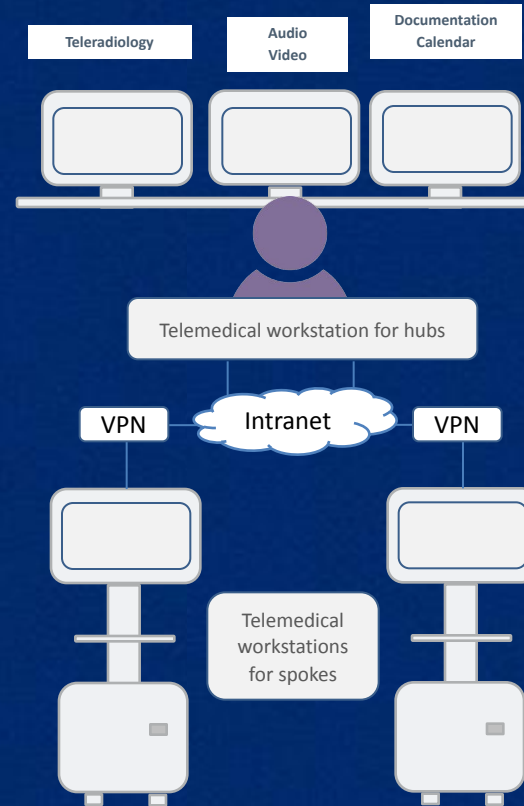 Teleradiology
Audio
Video
Documentation
Calendar
Telemedical workstation for hubs
VPN
Intranet
VPN
Telemedical
workstations
for spokes